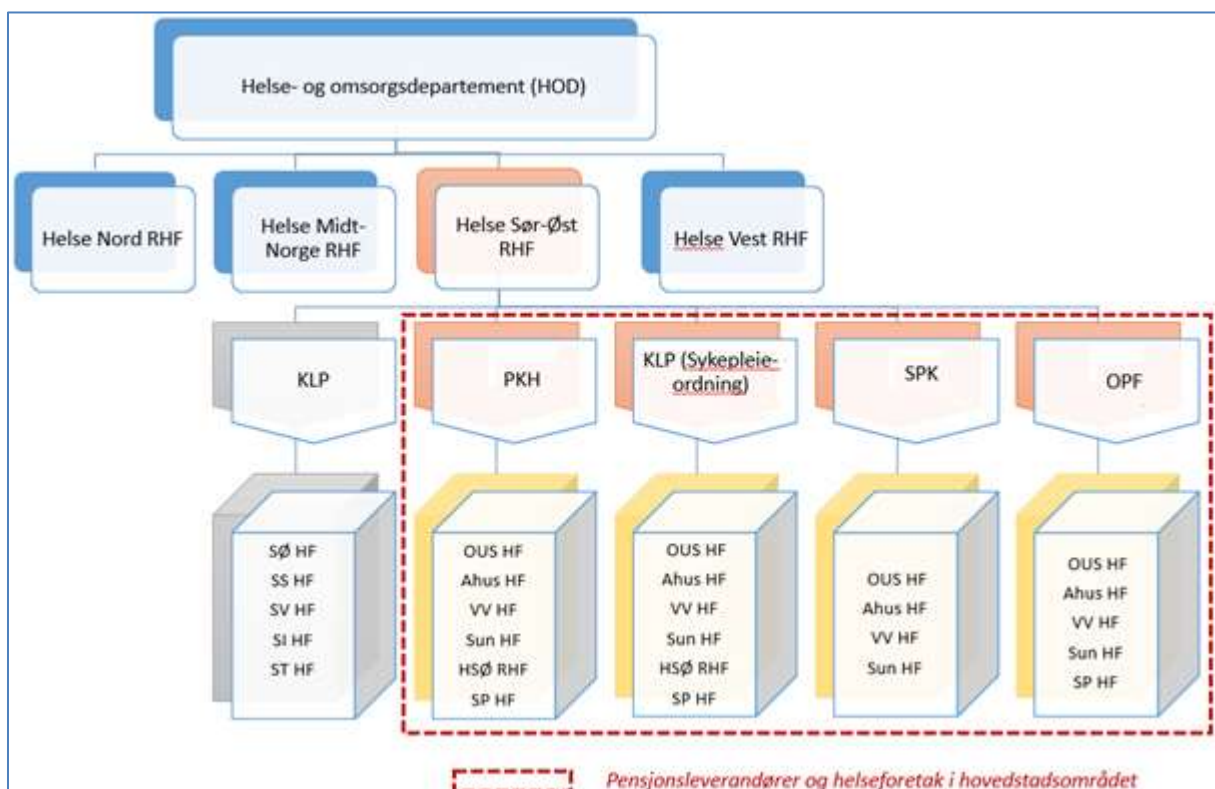 Helse- og omsorgsdepartement (HOD)
Helse Nord RHF
Helse Midt-
Norge RHF
Helse Sør-Øst
RHF
Helse Vest RHF
KLP
PKH
KLP (Sykepleie-
ordning)
SPK
OPF
SØ HF
SS HF
SV HF
SI HF
ST HF
OUS HF
Ahus HF
VV HF
Sun HF
HSØ RHF
SP HF
OUS HF
Ahus HF
VV HF
Sun HF
HSØ RHF
SP HF
OUS HF
Ahus HF
VV HF
Sun HF
OUS HF
Ahus HF
VV HF
Sun HF
SP HF
Pensjonsleverandører og helseforetak i hovedstadsområdet